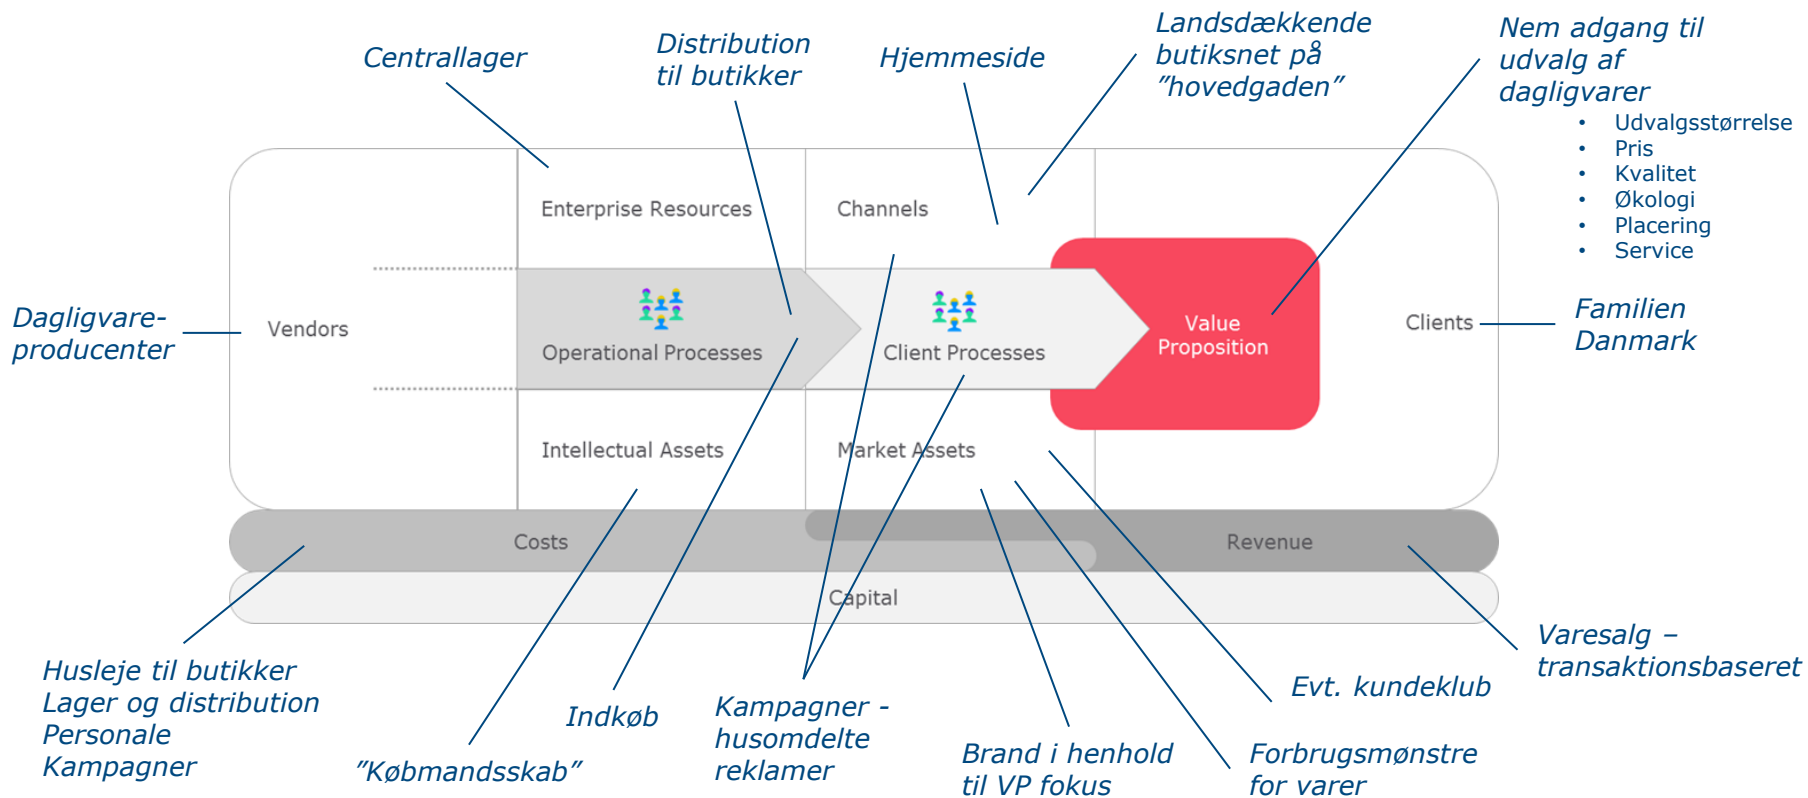 Centrallager
Distribution
til butikker
Hjemmeside
Landsdækkende
butiksnet på
”hovedgaden”
Nem adgang til
udvalg af
dagligvarer
• Udvalgsstørrelse
• Pris
• Kvalitet
• Økologi
• Placering
• Service
Enterprise Resources
Channels
Dagligvare-
producenter
Vendors
Operational Processes
Client Processes
Value
Proposition
Clients
Familien
Danmark
Intellectual Assets
Market Assets
Costs
Revenue
Capital
Husleje til butikker
Lager og distribution
Personale
Kampagner
”Købmandsskab”
Indkøb
Kampagner -
husomdelte
reklamer
Brand i henhold
til VP fokus
Forbrugsmønstre
for varer
Evt. kundeklub
Varesalg –
transaktionsbaseret